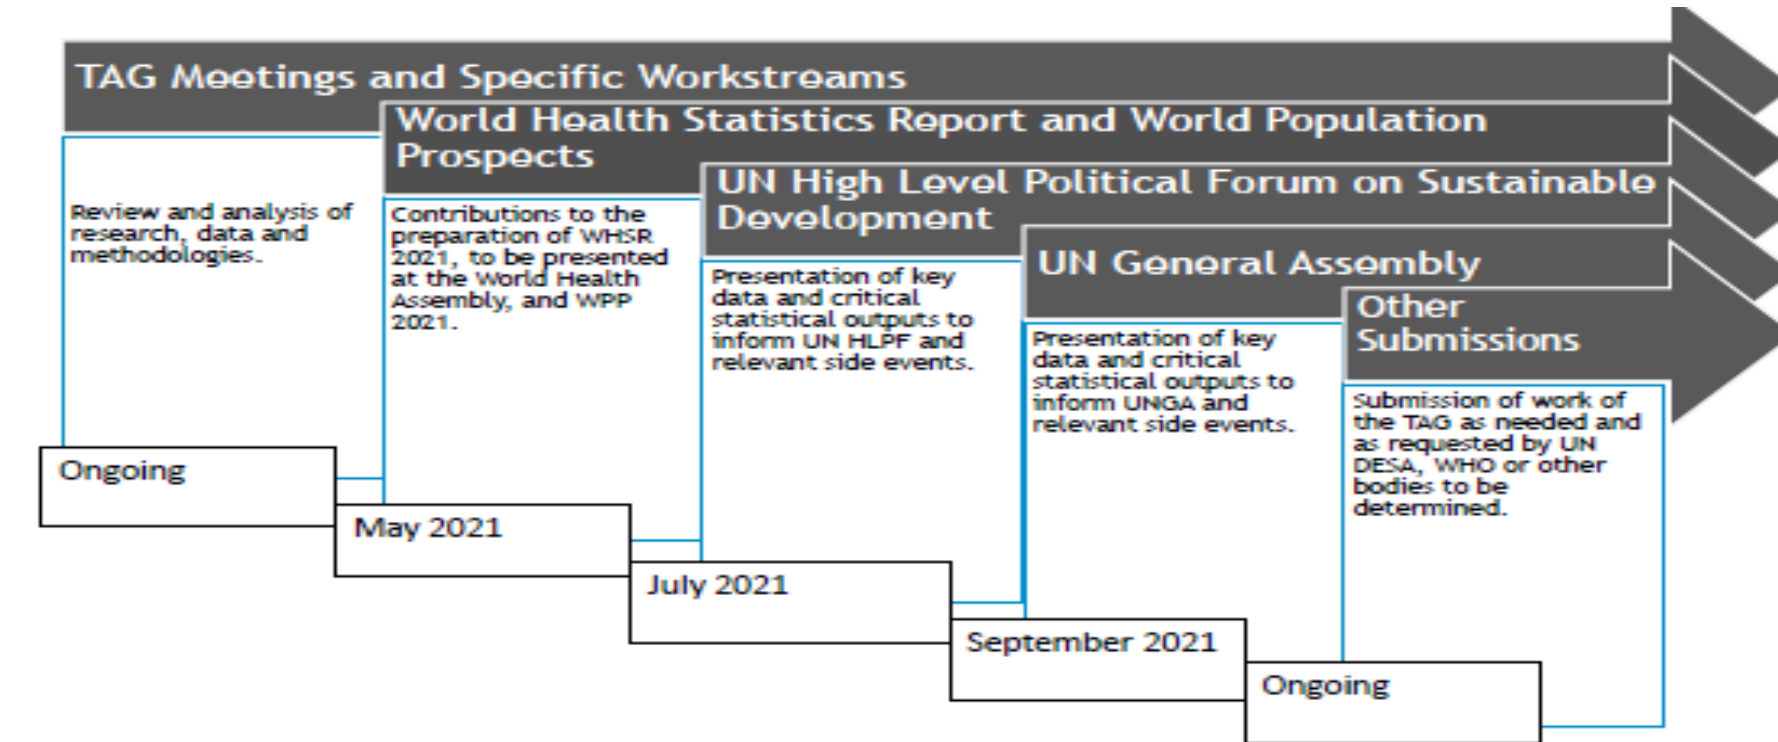 TAG Meetings and Specific Workstreams
Review and analysis of
research, data and
methodologies.
Ongoing
World Health Statistics Report and World Population
Prospects
Contributions to the
preparation of WHSR
2021, to be presented
at the World Health
Assembly, and WPP
2021.
May 2021
UN High Level Political Forum on Sustainable
Development
Presentation of key
data and critical
statistical outputs to
inform UN HLPF and
relevant side events.
July 2021
UN General Assembly
Presentation of key
data and critical
statistical outputs to
inform UNGA and
relevant side events.
September 2021
Other
Submissions
Submission of work of
the TAG as needed and
as requested by UN
DESA, WHO or other
bodies to be
determined.
Ongoing